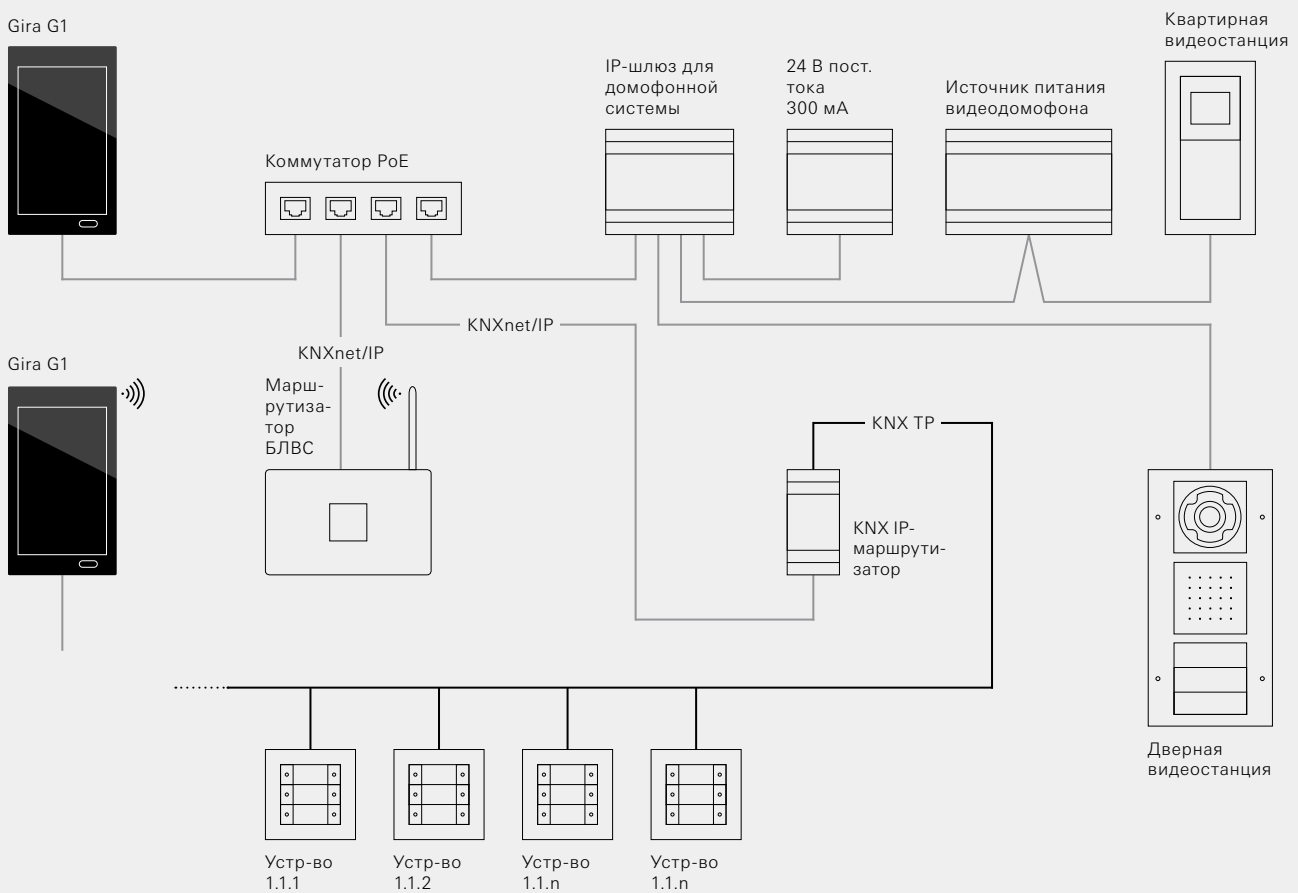 Gira G1
Квартирная
видеостанция
IP-шлюз для
домофонной
системы
24 В пост.
тока
300 мА
Источник питания
видеодомофона
Коммутатор PoE
KNXnet/IP
KNXnet/IP
Gira G1
Марш-
рутиза-
тор
БЛВС
KNX TP
KNX IP-
маршрути-
затор
Дверная
видеостанция
Устр-во
1.1.1
Устр-во
1.1.2
Устр-во
1.1.n
Устр-во
1.1.n